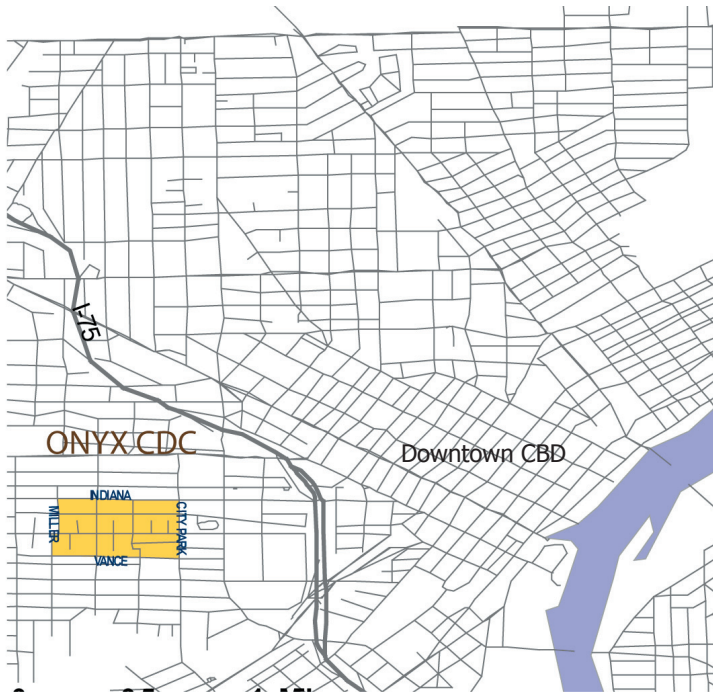 I-75
ONYX CDC
Downtown CBD
INDIANA
MILLER
CITY PARK
VANCE